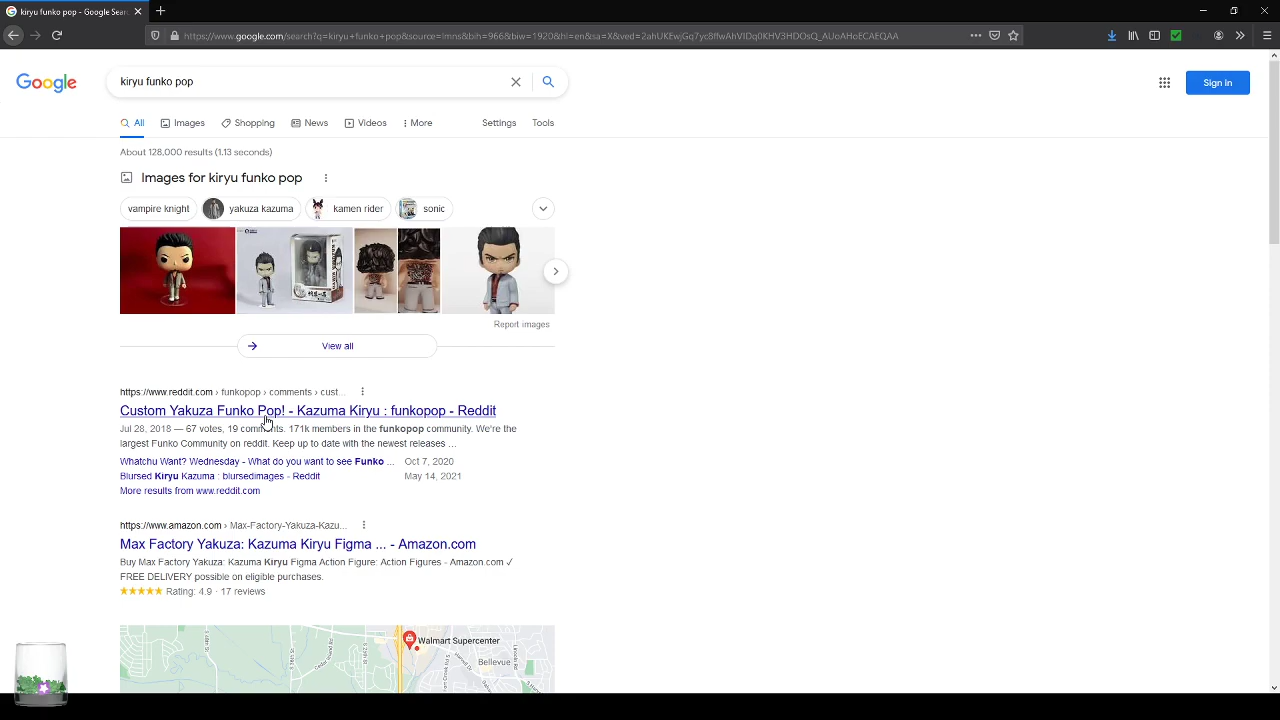 kiryu funko pop - Google Sear
https://www.google.com/search?q=kiryu+funko+pop&source=lmns&bih=966&biw=1920&hl=en&sa=X&ved=2ahUKEwjGq7yc8ffwAhVIDq0KHV3HDOsQ_AUoAHoECAEQAA
Google
kiryu funko pop
Sign in
All
Images
Shopping
News
Videos
More
Settings
Tools
About 128,000 results (1.13 seconds)
Images for kiryu funko pop
vampire knight
yakuza kazuma
kamen rider
sonic
Report images
View all
https://www.reddit.com › funkopop › comments › cust...
Custom Yakuza Funko Pop! - Kazuma Kiryu : funkopop - Reddit
Jul 28, 2018 — 67 votes, 19 comments. 171k members in the funkopop community. We're the
largest Funko Community on reddit. Keep up to date with the newest releases ...
Whatchu Want? Wednesday - What do you want to see Funko ... Oct 7, 2020
Blursed Kiryu Kazuma : blursedimages - Reddit May 14, 2021
More results from www.reddit.com
https://www.amazon.com › Max-Factory-Yakuza-Kazu...
Max Factory Yakuza: Kazuma Kiryu Figma ... - Amazon.com
Buy Max Factory Yakuza: Kazuma Kiryu Figma Action Figure: Action Figures - Amazon.com ✓
FREE DELIVERY possible on eligible purchases.
★★★★★ Rating: 4.9 · 17 reviews
Walmart Supercenter
Bellevue